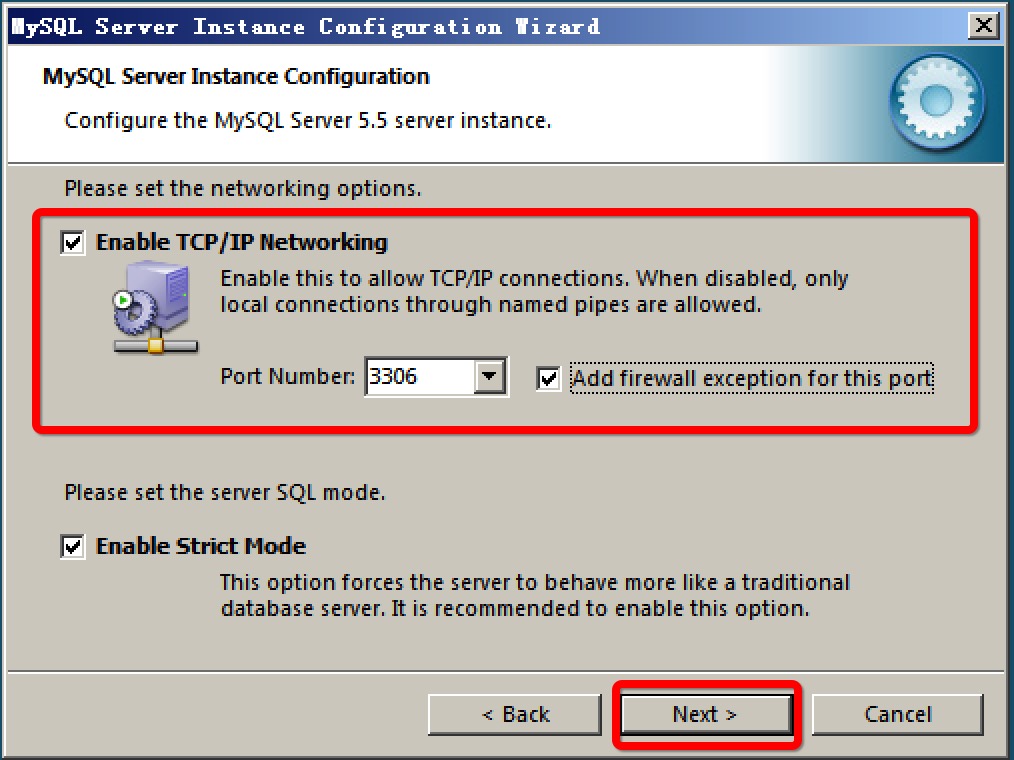 MySQL Server Instance Configuration Wizard
MySQL Server Instance Configuration
Configure the MySQL Server 5.5 server instance.
Please set the networking options.
Enable TCP/IP Networking
Enable this to allow TCP/IP connections. When disabled, only
local connections through named pipes are allowed.
Port Number: 3306 Add firewall exception for this port
Please set the server SQL mode.
Enable Strict Mode
This option forces the server to behave more like a traditional
database server. It is recommended to enable this option.
< Back Next > Cancel